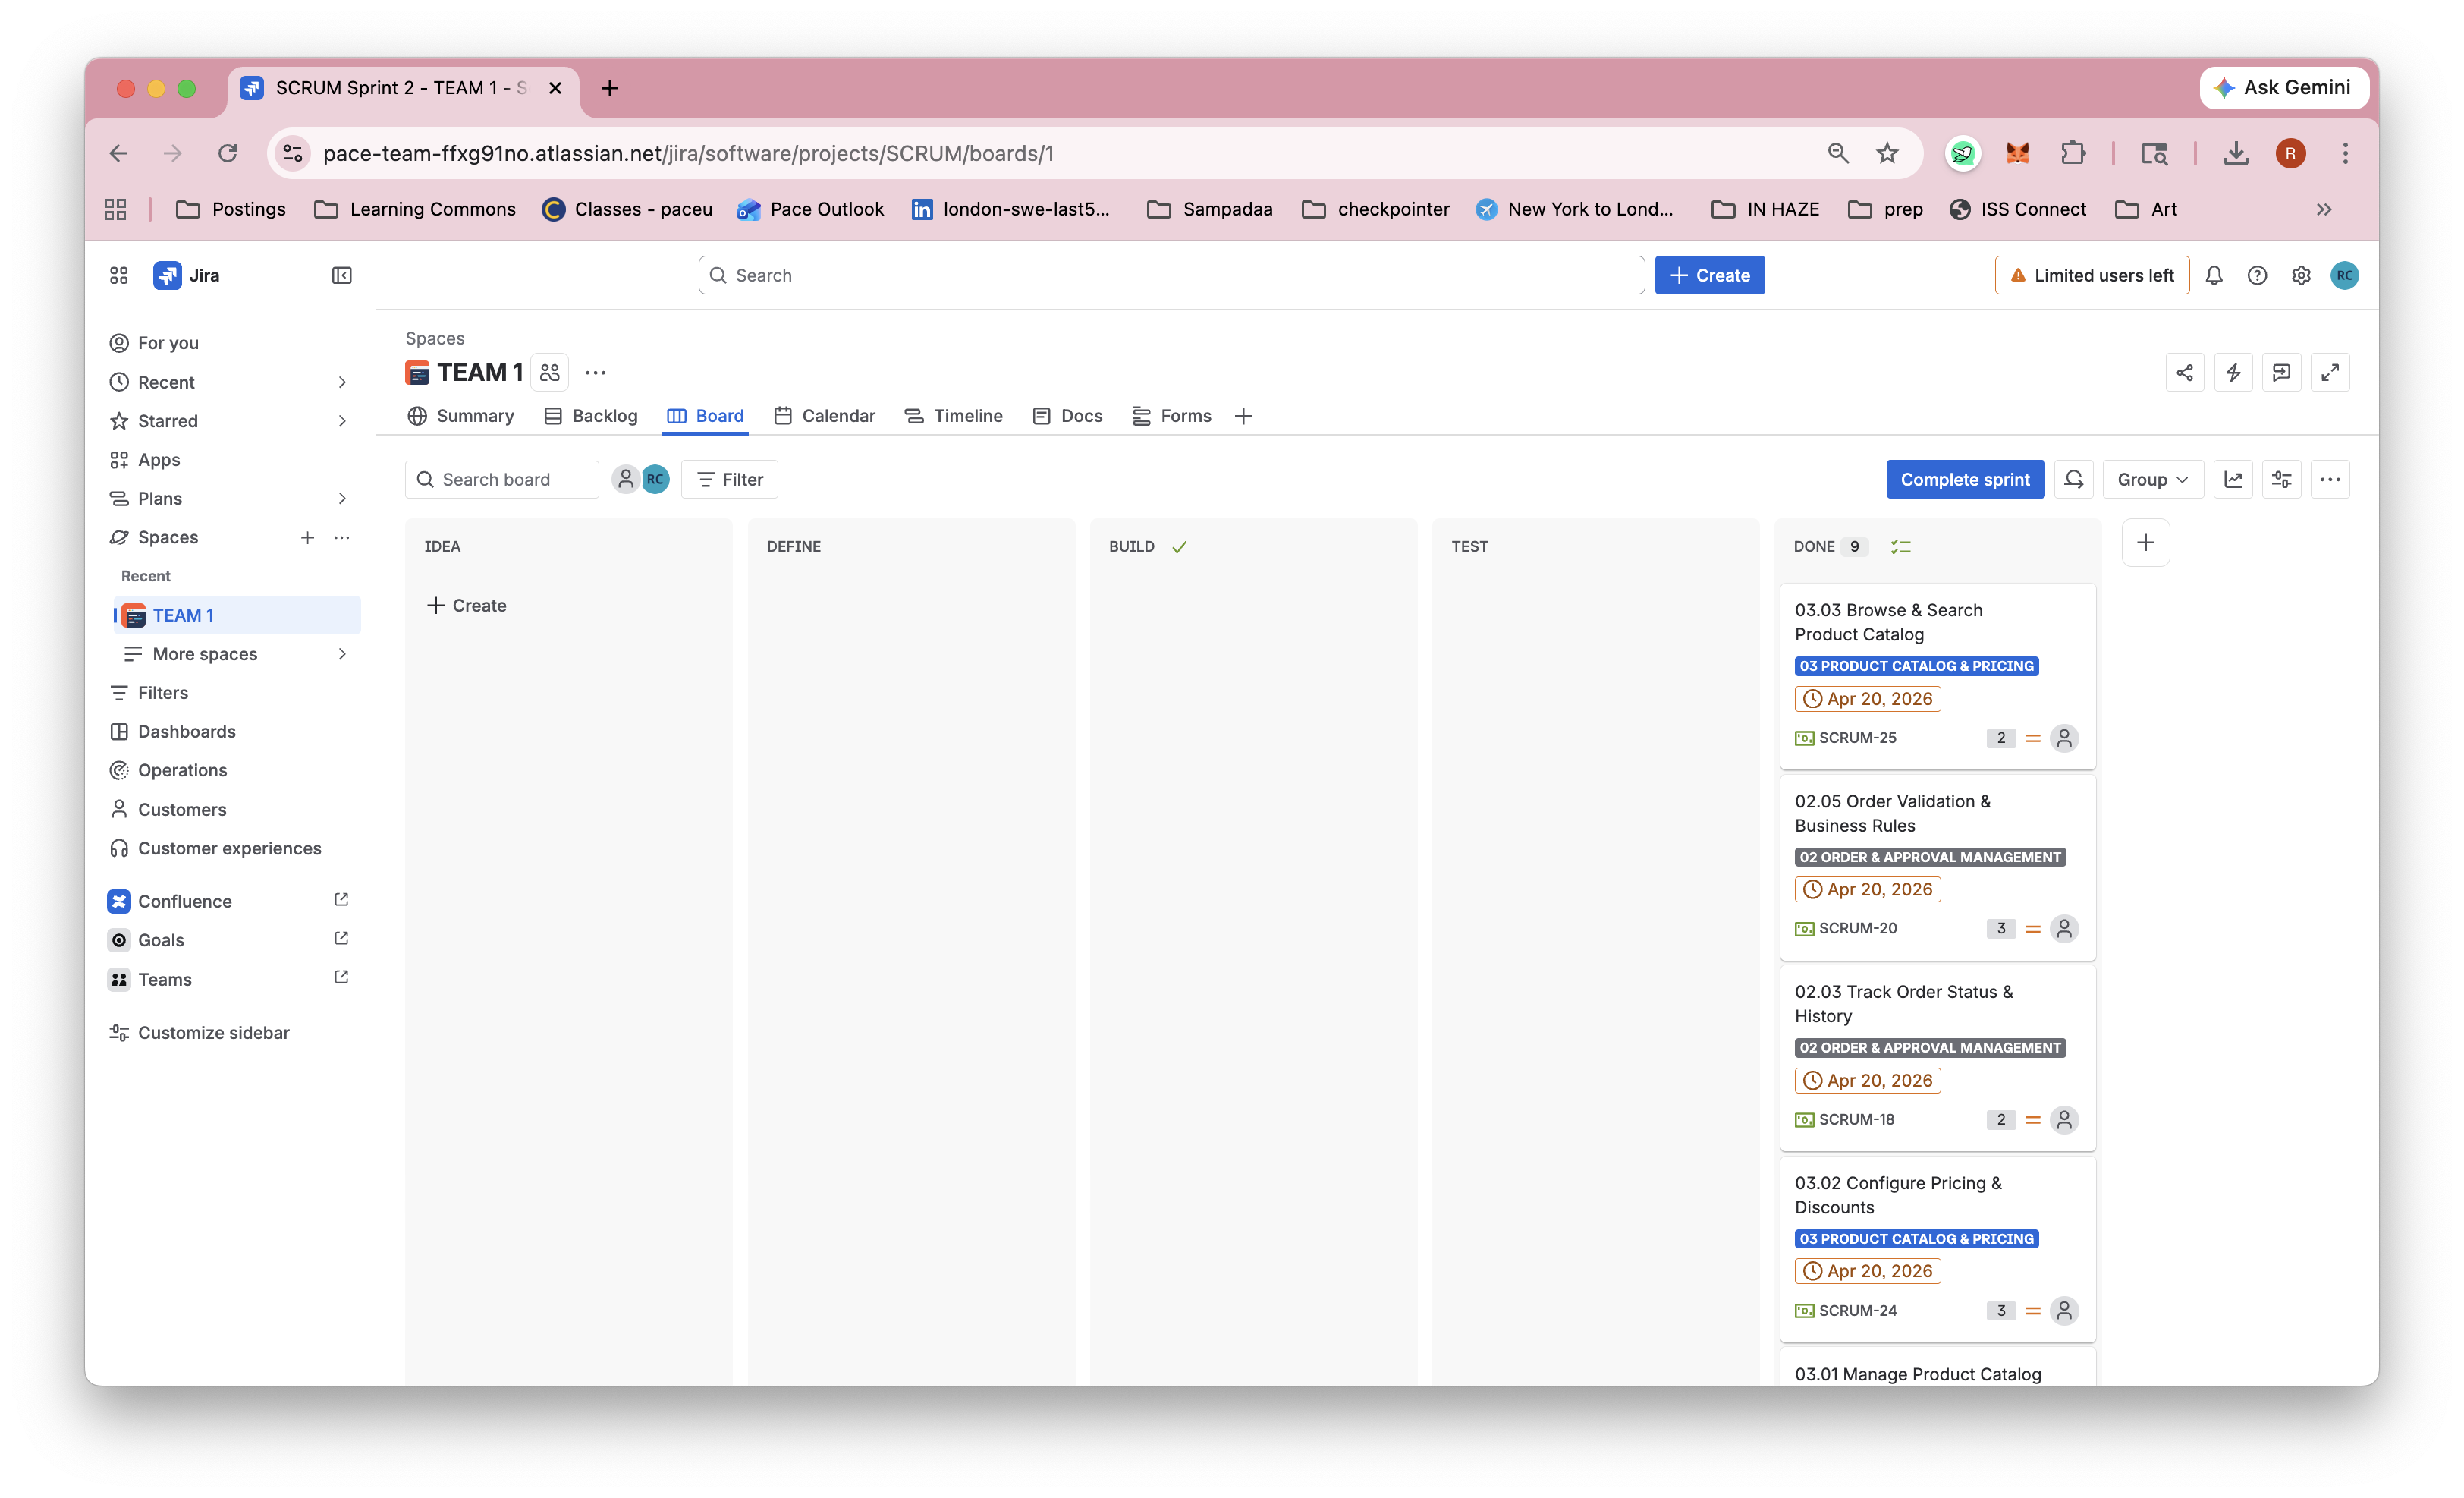 SCRUM Sprint 2 - TEAM 1 - S
Ask Gemini
pace-team-ffxg91no.atlassian.net/jira/software/projects/SCRUM/boards/1
R
Postings
Learning Commons
Classes - paceu
Pace Outlook
london-swe-last5...
Sampadaa
checkpointer
New York to Lond...
IN HAZE
prep
ISS Connect
Art
Jira
Search
Create
Limited users left
RC
For you
Recent
Starred
Apps
Plans
Spaces
Recent
TEAM 1
More spaces
Filters
Dashboards
Operations
Customers
Customer experiences
Confluence
Goals
Teams
Customize sidebar
Spaces
TEAM 1
Summary
Backlog
Board
Calendar
Timeline
Docs
Forms
Search board
RC
Filter
Complete sprint
Group
IDEA
Create
DEFINE
BUILD
TEST
DONE 9
03.03 Browse & Search
Product Catalog
03 PRODUCT CATALOG & PRICING
Apr 20, 2026
SCRUM-25 2
02.05 Order Validation &
Business Rules
02 ORDER & APPROVAL MANAGEMENT
Apr 20, 2026
SCRUM-20 3
02.03 Track Order Status &
History
02 ORDER & APPROVAL MANAGEMENT
Apr 20, 2026
SCRUM-18 2
03.02 Configure Pricing &
Discounts
03 PRODUCT CATALOG & PRICING
Apr 20, 2026
SCRUM-24 3
03.01 Manage Product Catalog